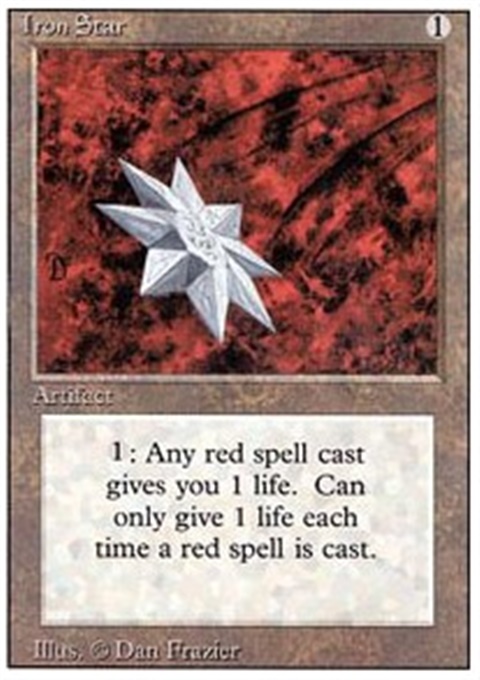 Iron Star 1
Artifact
1: Any red spell cast
gives you 1 life. Can
only give 1 life each
time a red spell is cast.
Illus. © Dan Frazier